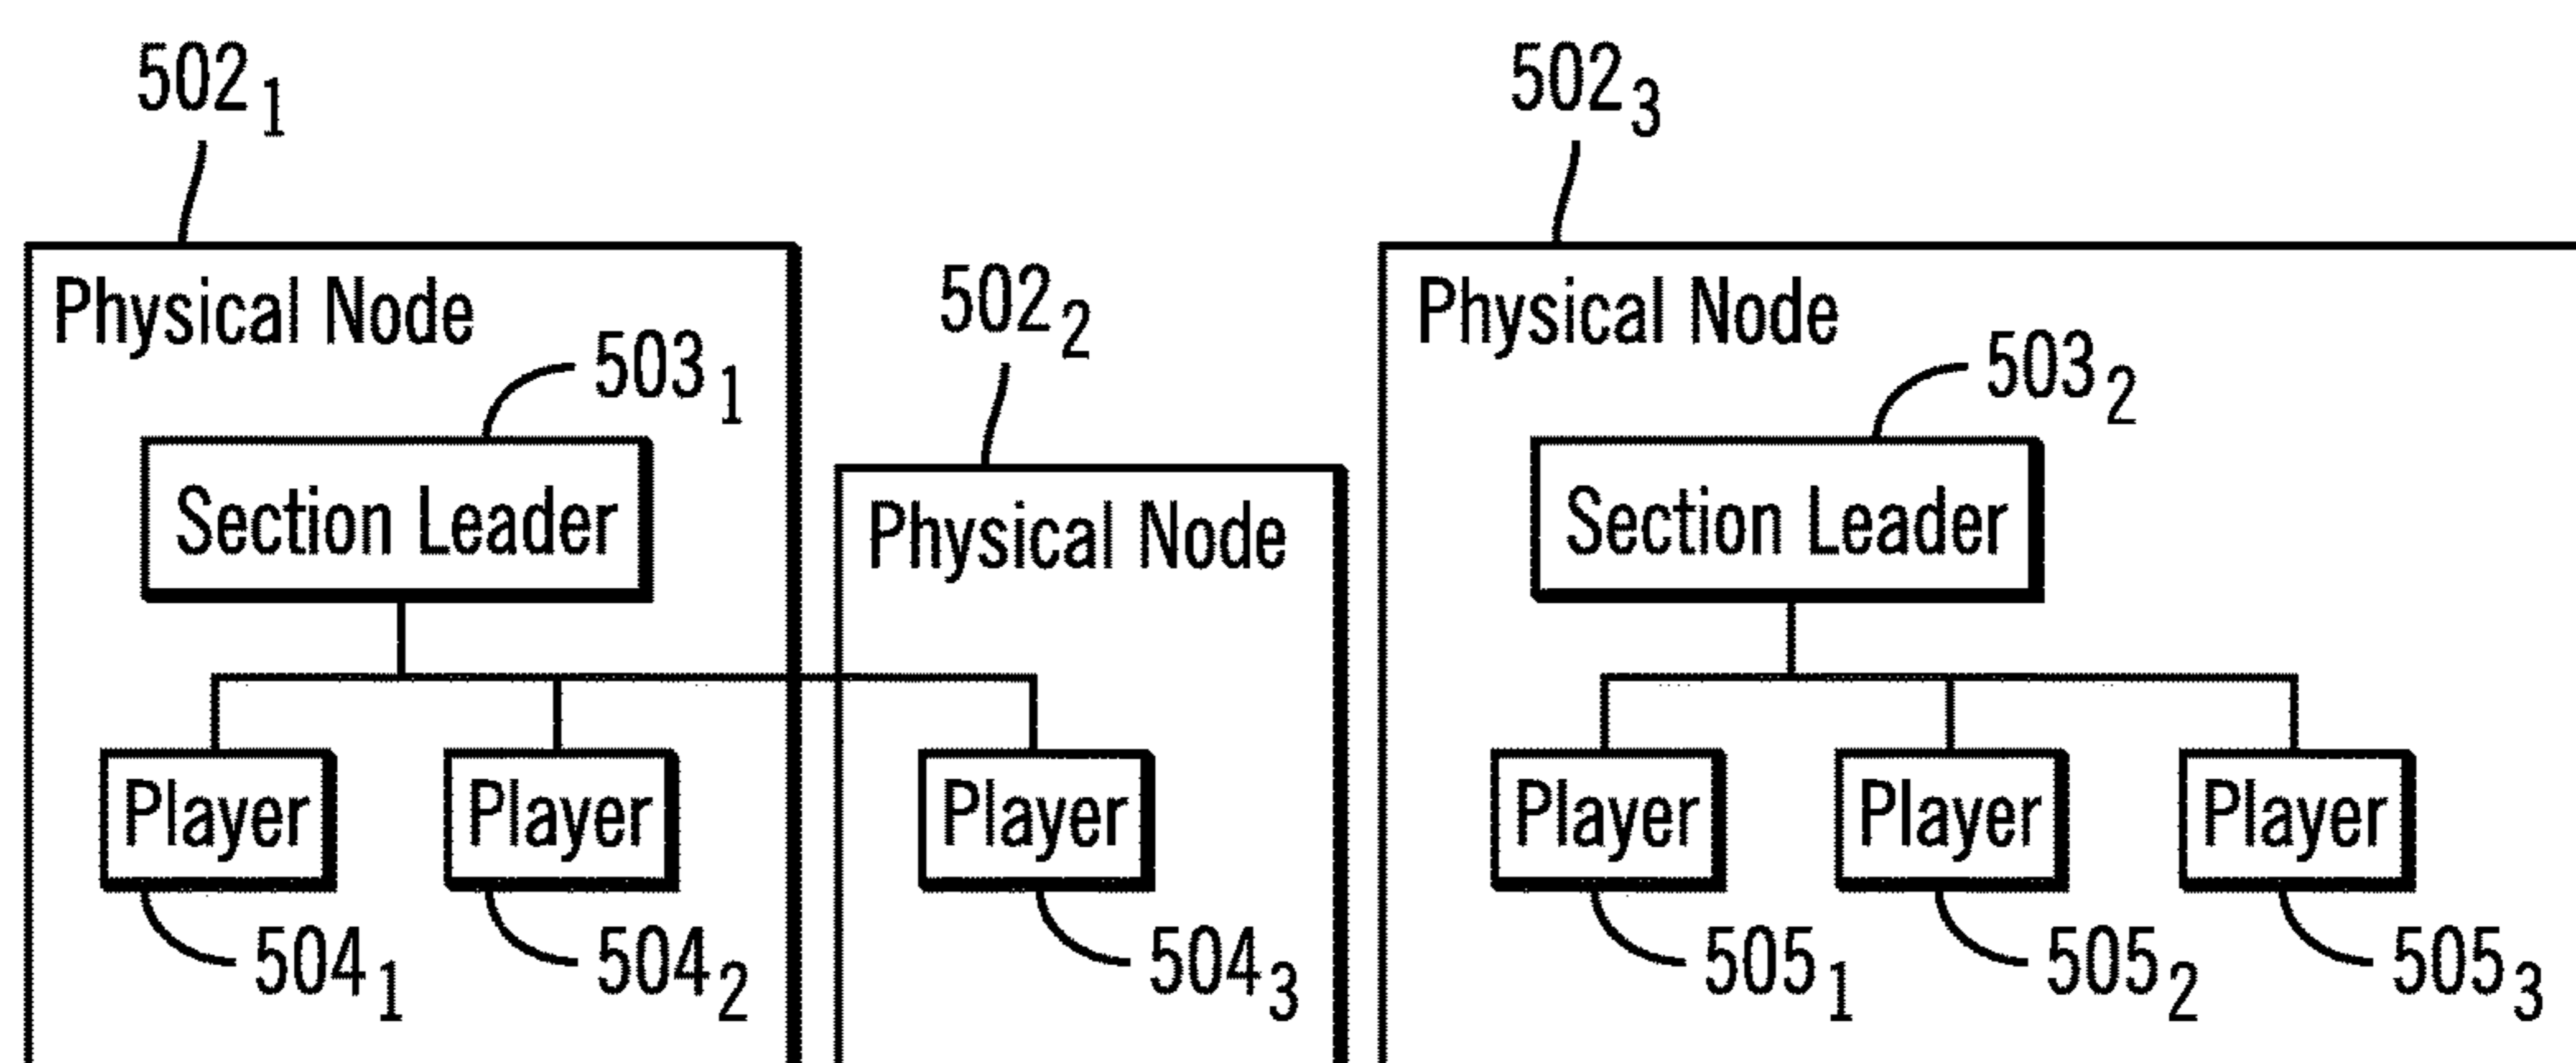 502₁
502₃
Physical Node
502₂
Physical Node
503₁
503₂
Section Leader
Physical Node
Section Leader
Player
Player
Player
Player
Player
Player
504₁
504₂
504₃
505₁
505₂
505₃